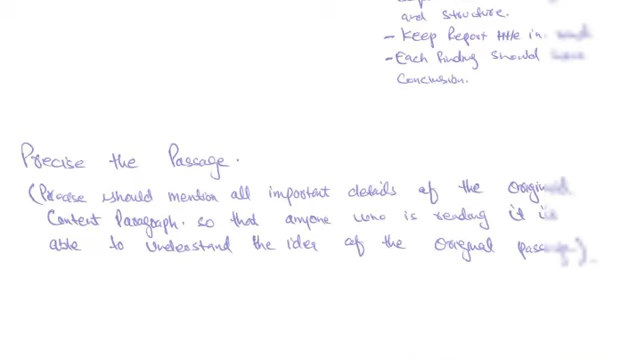 and structure.
- Keep Report title in
- Each finding should have
Conclusion.
Precise the Passage.
(Precise should mention all important details of the Original
Content Paragraph. so that anyone who is reading it is
able to understand the idea of the Original passage).